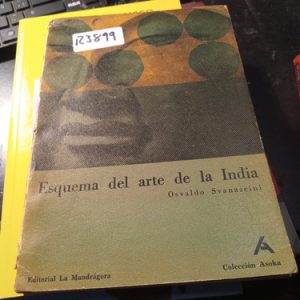 R3899
Esquema del arte de la India
Osvaldo Svanascini
Editorial La Mandrágora
Colección Asoka